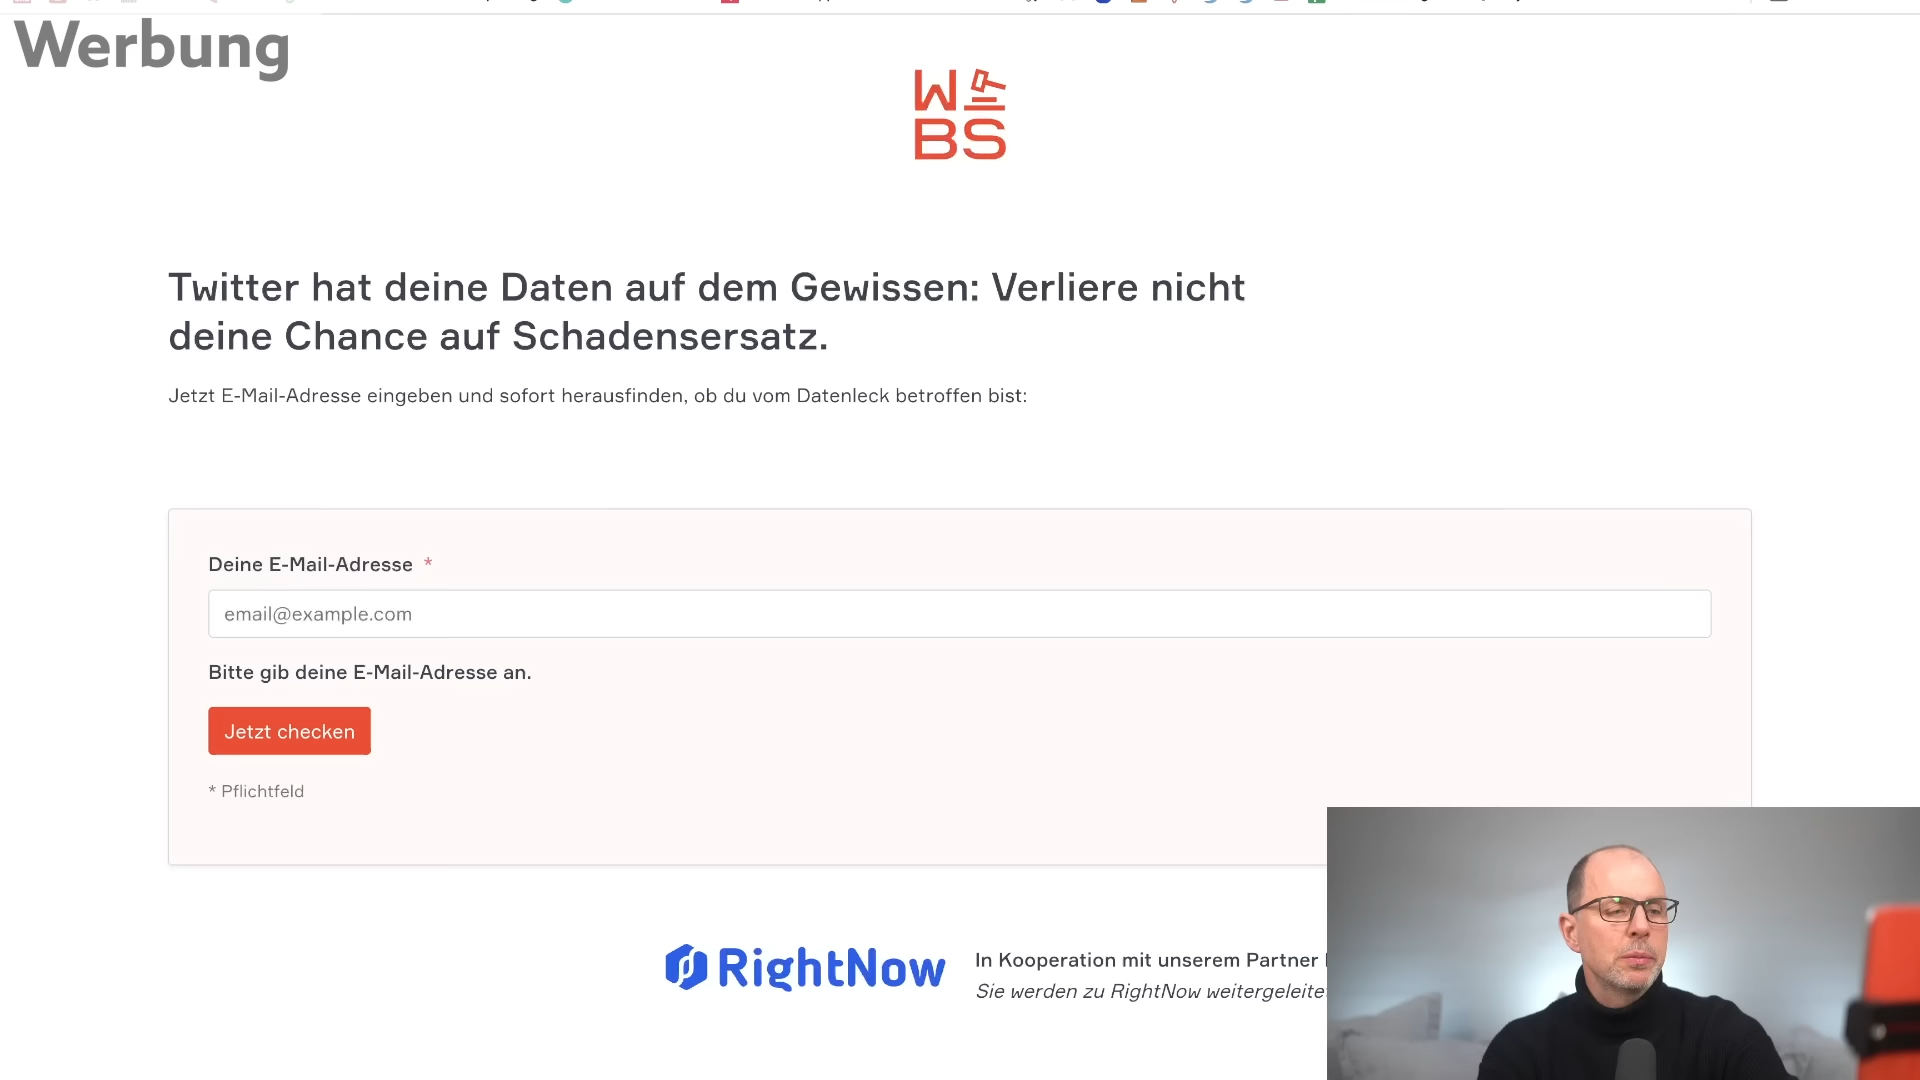 Werbung
W
BS
Twitter hat deine Daten auf dem Gewissen: Verliere nicht
deine Chance auf Schadensersatz.
Jetzt E-Mail-Adresse eingeben und sofort herausfinden, ob du vom Datenleck betroffen bist:
Deine E-Mail-Adresse *
email@example.com
Bitte gib deine E-Mail-Adresse an.
Jetzt checken
* Pflichtfeld
RightNow
In Kooperation mit unserem Partner
Sie werden zu RightNow weitergeleite